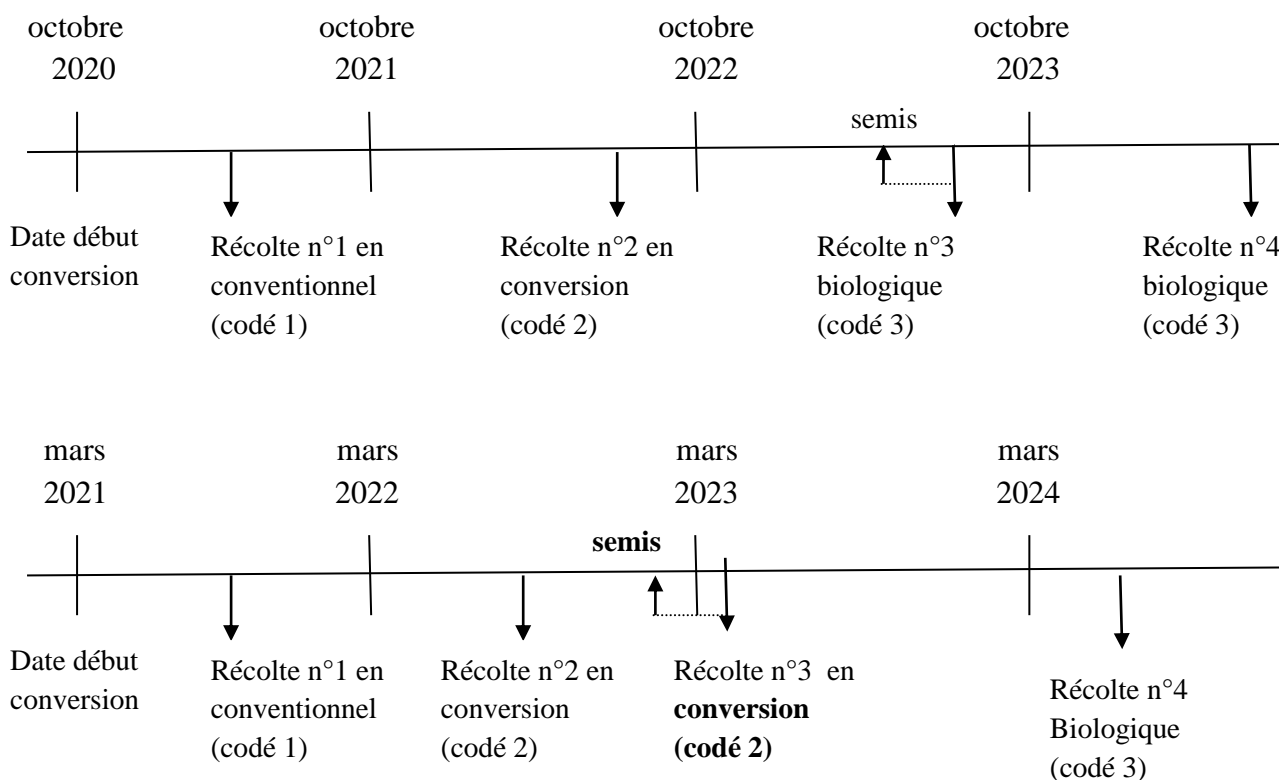 octobre octobre octobre octobre
2020 2021 2022 2023
semis
Date début
conversion
Récolte n°1 en
conventionnel
(codé 1)
Récolte n°2 en
conversion
(codé 2)
Récolte n°3
biologique
(codé 3)
Récolte n°4
biologique
(codé 3)
mars mars mars mars
2021 2022 2023 2024
semis
Date début
conversion
Récolte n°1 en
conventionnel
(codé 1)
Récolte n°2 en
conversion
(codé 2)
Récolte n°3 en
conversion
(codé 2)
Récolte n°4
Biologique
(codé 3)